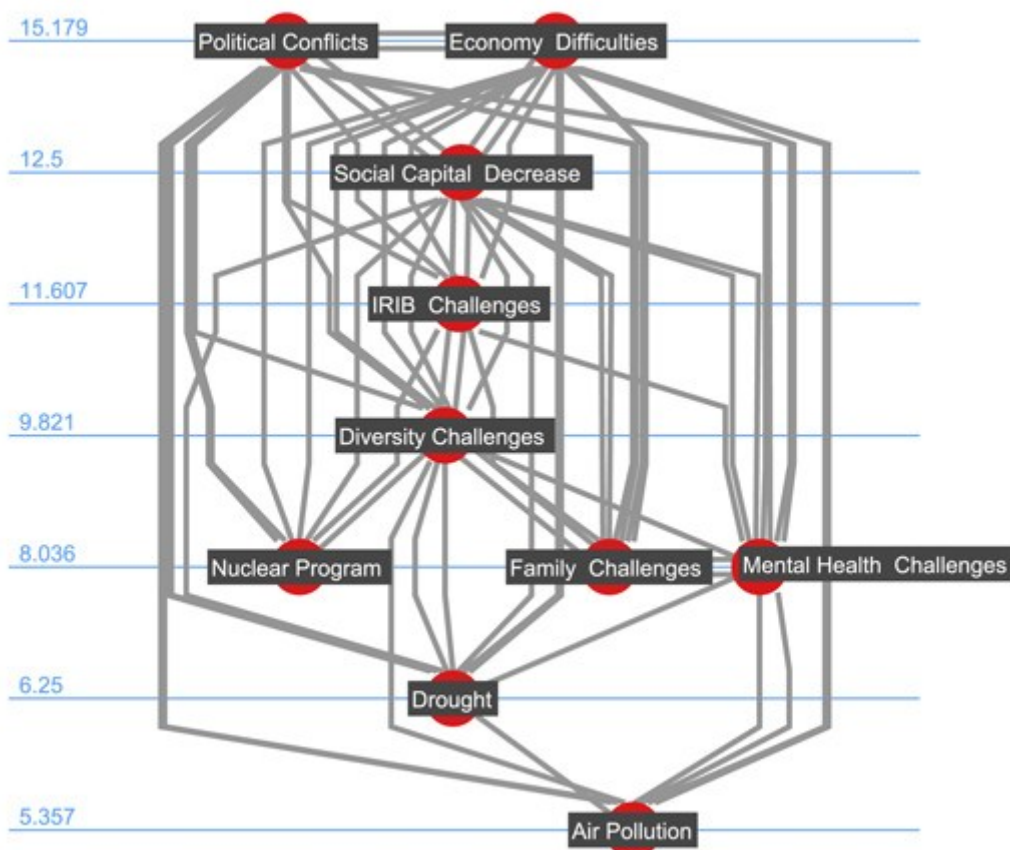 15.179
Political Conflicts
Economy Difficulties
12.5
Social Capital Decrease
11.607
IRIB Challenges
9.821
Diversity Challenges
8.036
Nuclear Program
Family Challenges
Mental Health Challenges
6.25
Drought
5.357
Air Pollution